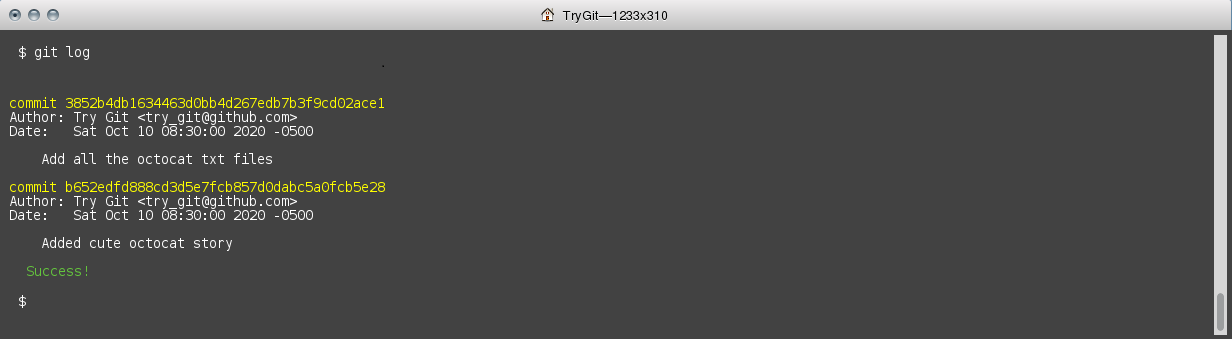 TryGit—1233x310
$ git log
commit 3852b4db1634463d0bb4d267edb7b3f9cd02ace1
Author: Try Git <try_git@github.com>
Date:   Sat Oct 10 08:30:00 2020 -0500
Add all the octocat txt files
commit b652edfd888cd3d5e7fcb857d0dabc5a0fcb5e28
Author: Try Git <try_git@github.com>
Date:   Sat Oct 10 08:30:00 2020 -0500
Added cute octocat story
Success!
$